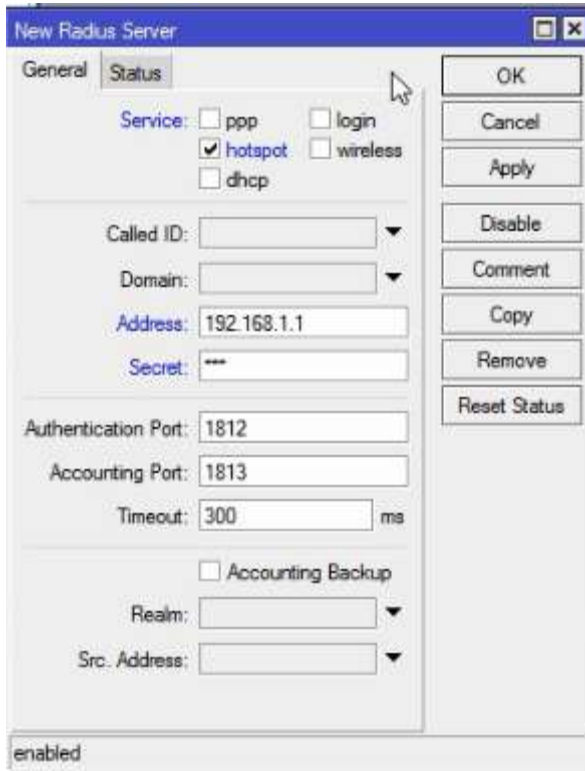 New Radius Server
General Status
Service: ppp login
hotspot wireless
dhcp
Called ID:
Domain:
Address: 192.168.1.1
Secret: ***
Authentication Port: 1812
Accounting Port: 1813
Timeout: 300 ms
Accounting Backup
Realm:
Src. Address:
enabled
OK
Cancel
Apply
Disable
Comment
Copy
Remove
Reset Status